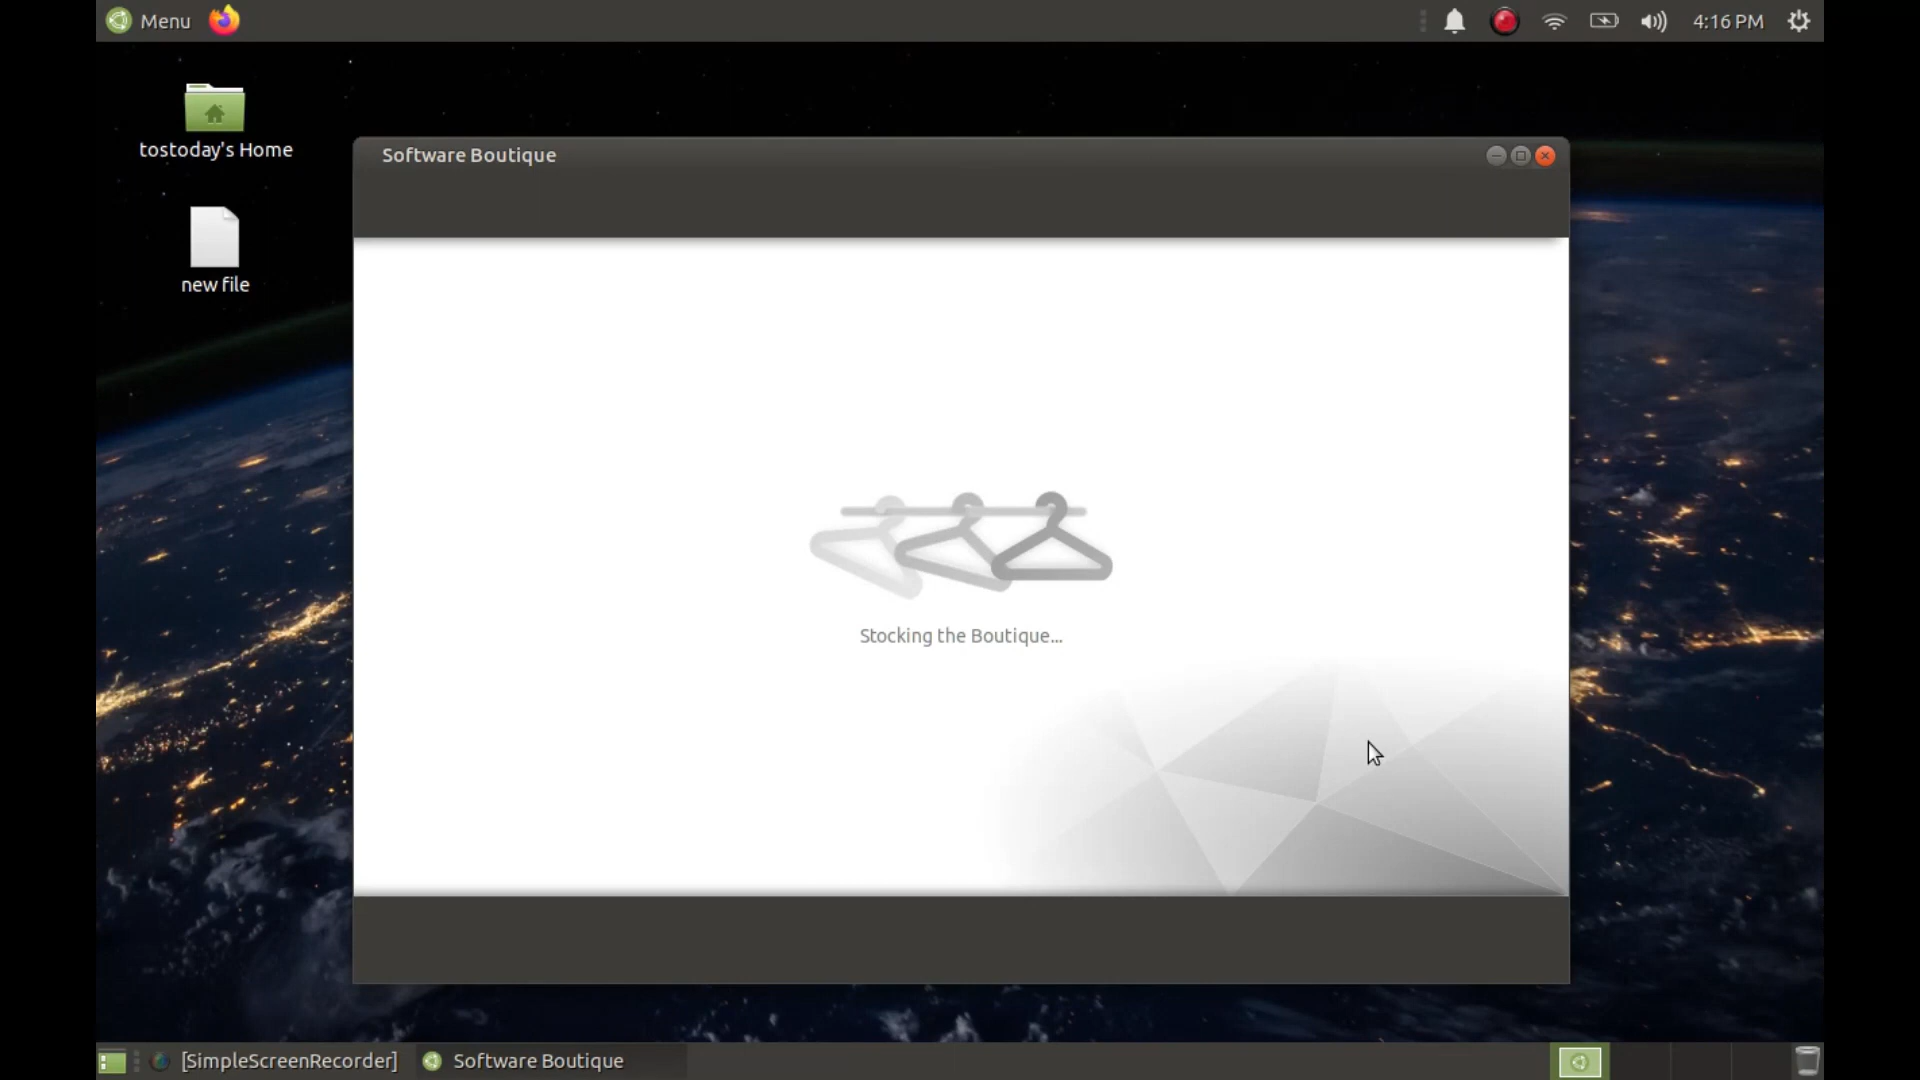 Menu
4:16 PM
tostoday's Home
new file
Software Boutique
Stocking the Boutique...
[SimpleScreenRecorder]
Software Boutique